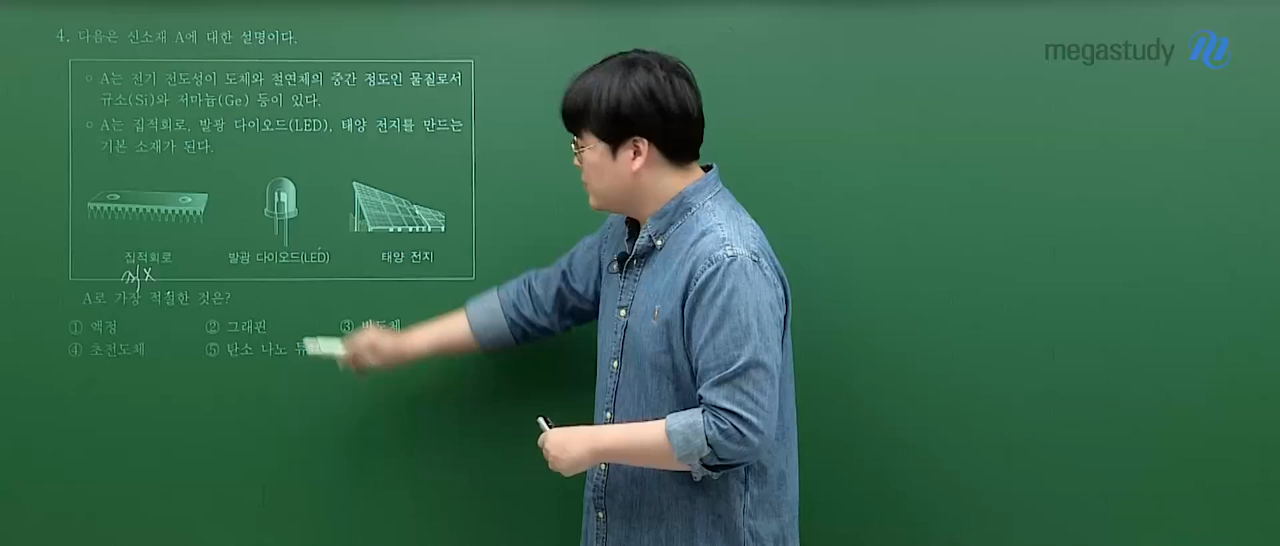 4. 다음은 신소재 A에 대한 설명이다.
megastudy
○ A는 전기 전도성이 도체와 절연체의 중간 정도인 물질로서
규소(Si)와 저마늄(Ge) 등이 있다.
○ A는 집적회로, 발광 다이오드(LED), 태양 전지를 만드는
기본 소재가 된다.
집적회로 발광 다이오드(LED) 태양 전지
A로 가장 적절한 것은?
① 액정 ② 그래핀 ③ 반도체
④ 초전도체 ⑤ 탄소 나노